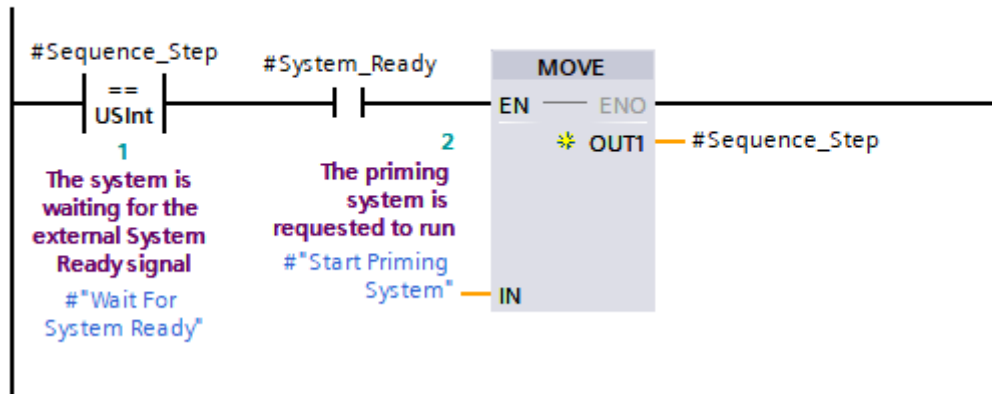 #Sequence_Step
==
USInt
1
The system is
waiting for the
external System
Ready signal
#"Wait For
System Ready"
#System_Ready
2
The priming
system is
requested to run
#"Start Priming
System"
MOVE
EN ENO
OUT1 #Sequence_Step
IN